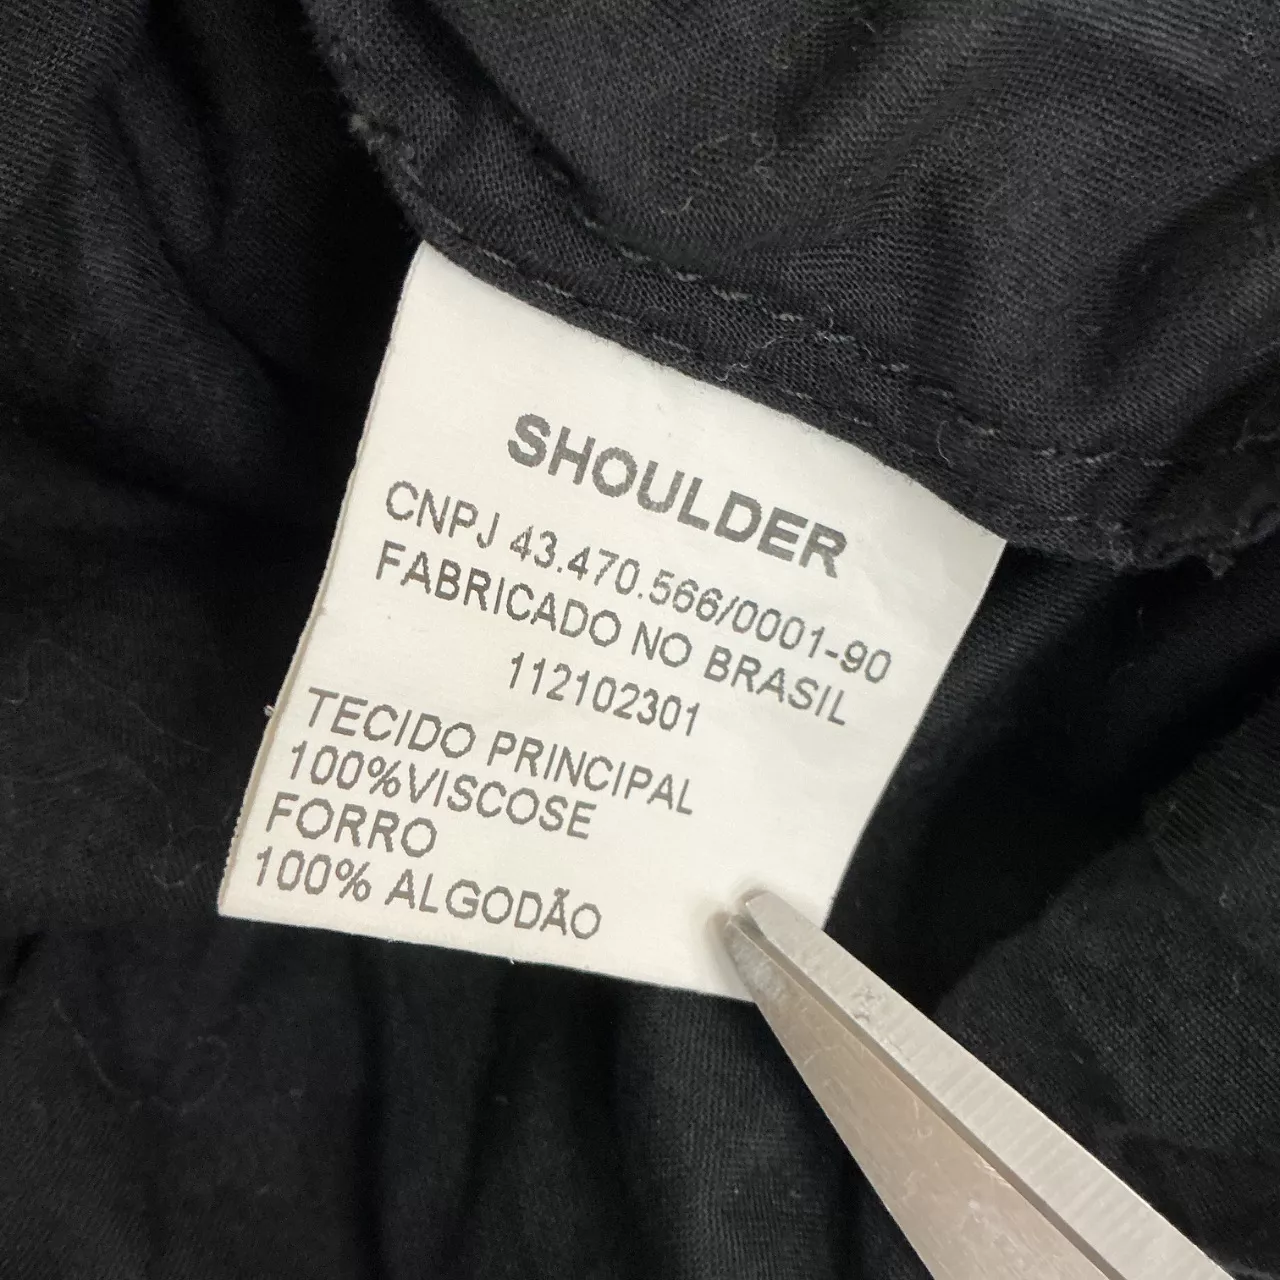 SHOULDER
CNPJ 43.470.566/0001-90
FABRICADO NO BRASIL
112102301
TECIDO PRINCIPAL
100%VISCOSE
FORRO
100% ALGODÃO